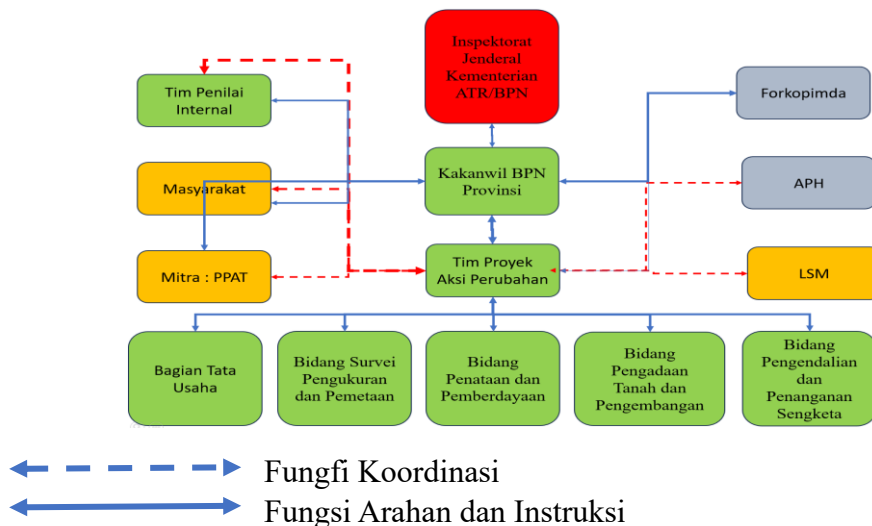 Inspektorat
Jenderal
Kementerian
ATR/BPN
Tim Penilai
Internal
Forkopimda
Masyarakat
Kakanwil BPN
Provinsi
APH
Mitra : PPAT
Tim Proyek
Aksi Perubahan
LSM
Bagian Tata
Usaha
Bidang Survei
Pengukuran
dan Pemetaan
Bidang
Penataan dan
Pemberdayaan
Bidang
Pengadaan
Tanah dan
Pengembangan
Bidang
Pengendalian
dan
Penanganan
Sengketa
Fungfi Koordinasi
Fungsi Arahan dan Instruksi